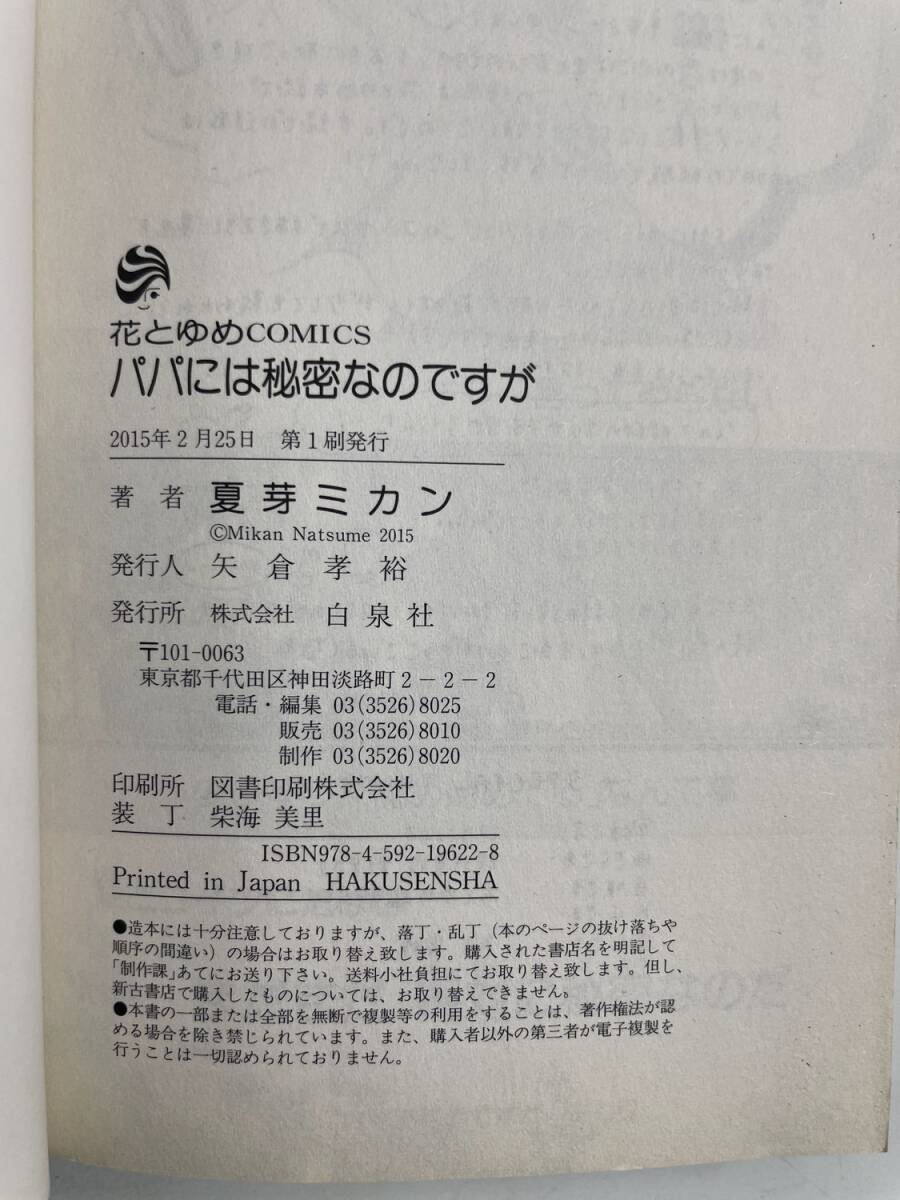 花とゆめCOMICS
パパには秘密なのですが
2015年2月25日 第1刷発行
著 者 夏芽ミカン
©Mikan Natsume 2015
発行人 矢倉孝裕
発行所 株式会社 白泉社
〒101-0063
東京都千代田区神田淡路町2-2-2
電話・編集 03(3526)8025
販売 03(3526)8010
制作 03(3526)8020
印刷所 図書印刷株式会社
装 丁 柴海 美里
ISBN978-4-592-19622-8
Printed in Japan HAKUSENSHA
●造本には十分注意しておりますが、落丁・乱丁（本のページの抜け落ちや
順序の間違い）の場合はお取り替え致します。購入された書店名を明記して
「制作課」あてにお送り下さい。送料小社負担にてお取り替え致します。但し、
新古書店で購入したものについては、お取り替えできません。
●本書の一部または全部を無断で複製等の利用をすることは、著作権法が認
める場合を除き禁じられています。また、購入者以外の第三者が電子複製を
行うことは一切認められておりません。